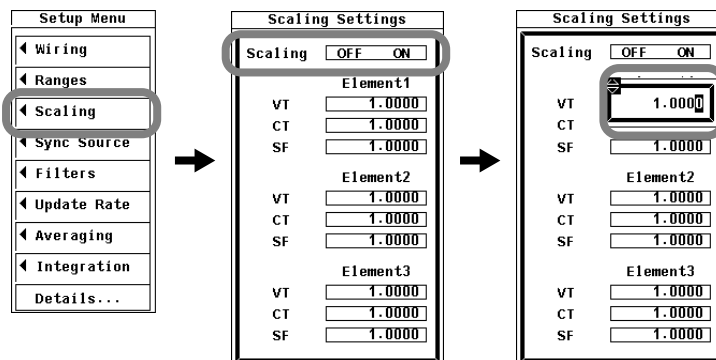 Setup Menu
Wiring
Ranges
Scaling
Sync Source
Filters
Update Rate
Averaging
Integration
Details...
Scaling Settings
Scaling OFF ON
Element1
VT 1.0000
CT 1.0000
SF 1.0000
Element2
VT 1.0000
CT 1.0000
SF 1.0000
Element3
VT 1.0000
CT 1.0000
SF 1.0000
Scaling Settings
Scaling OFF ON
VT 1.0000
CT
SF 1.0000
Element2
VT 1.0000
CT 1.0000
SF 1.0000
Element3
VT 1.0000
CT 1.0000
SF 1.0000